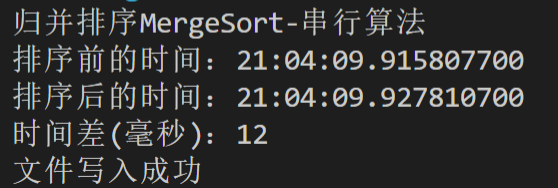 归并排序MergeSort-串行算法
排序前的时间：21:04:09.915807700
排序后的时间：21:04:09.927810700
时间差(毫秒)：12
文件写入成功